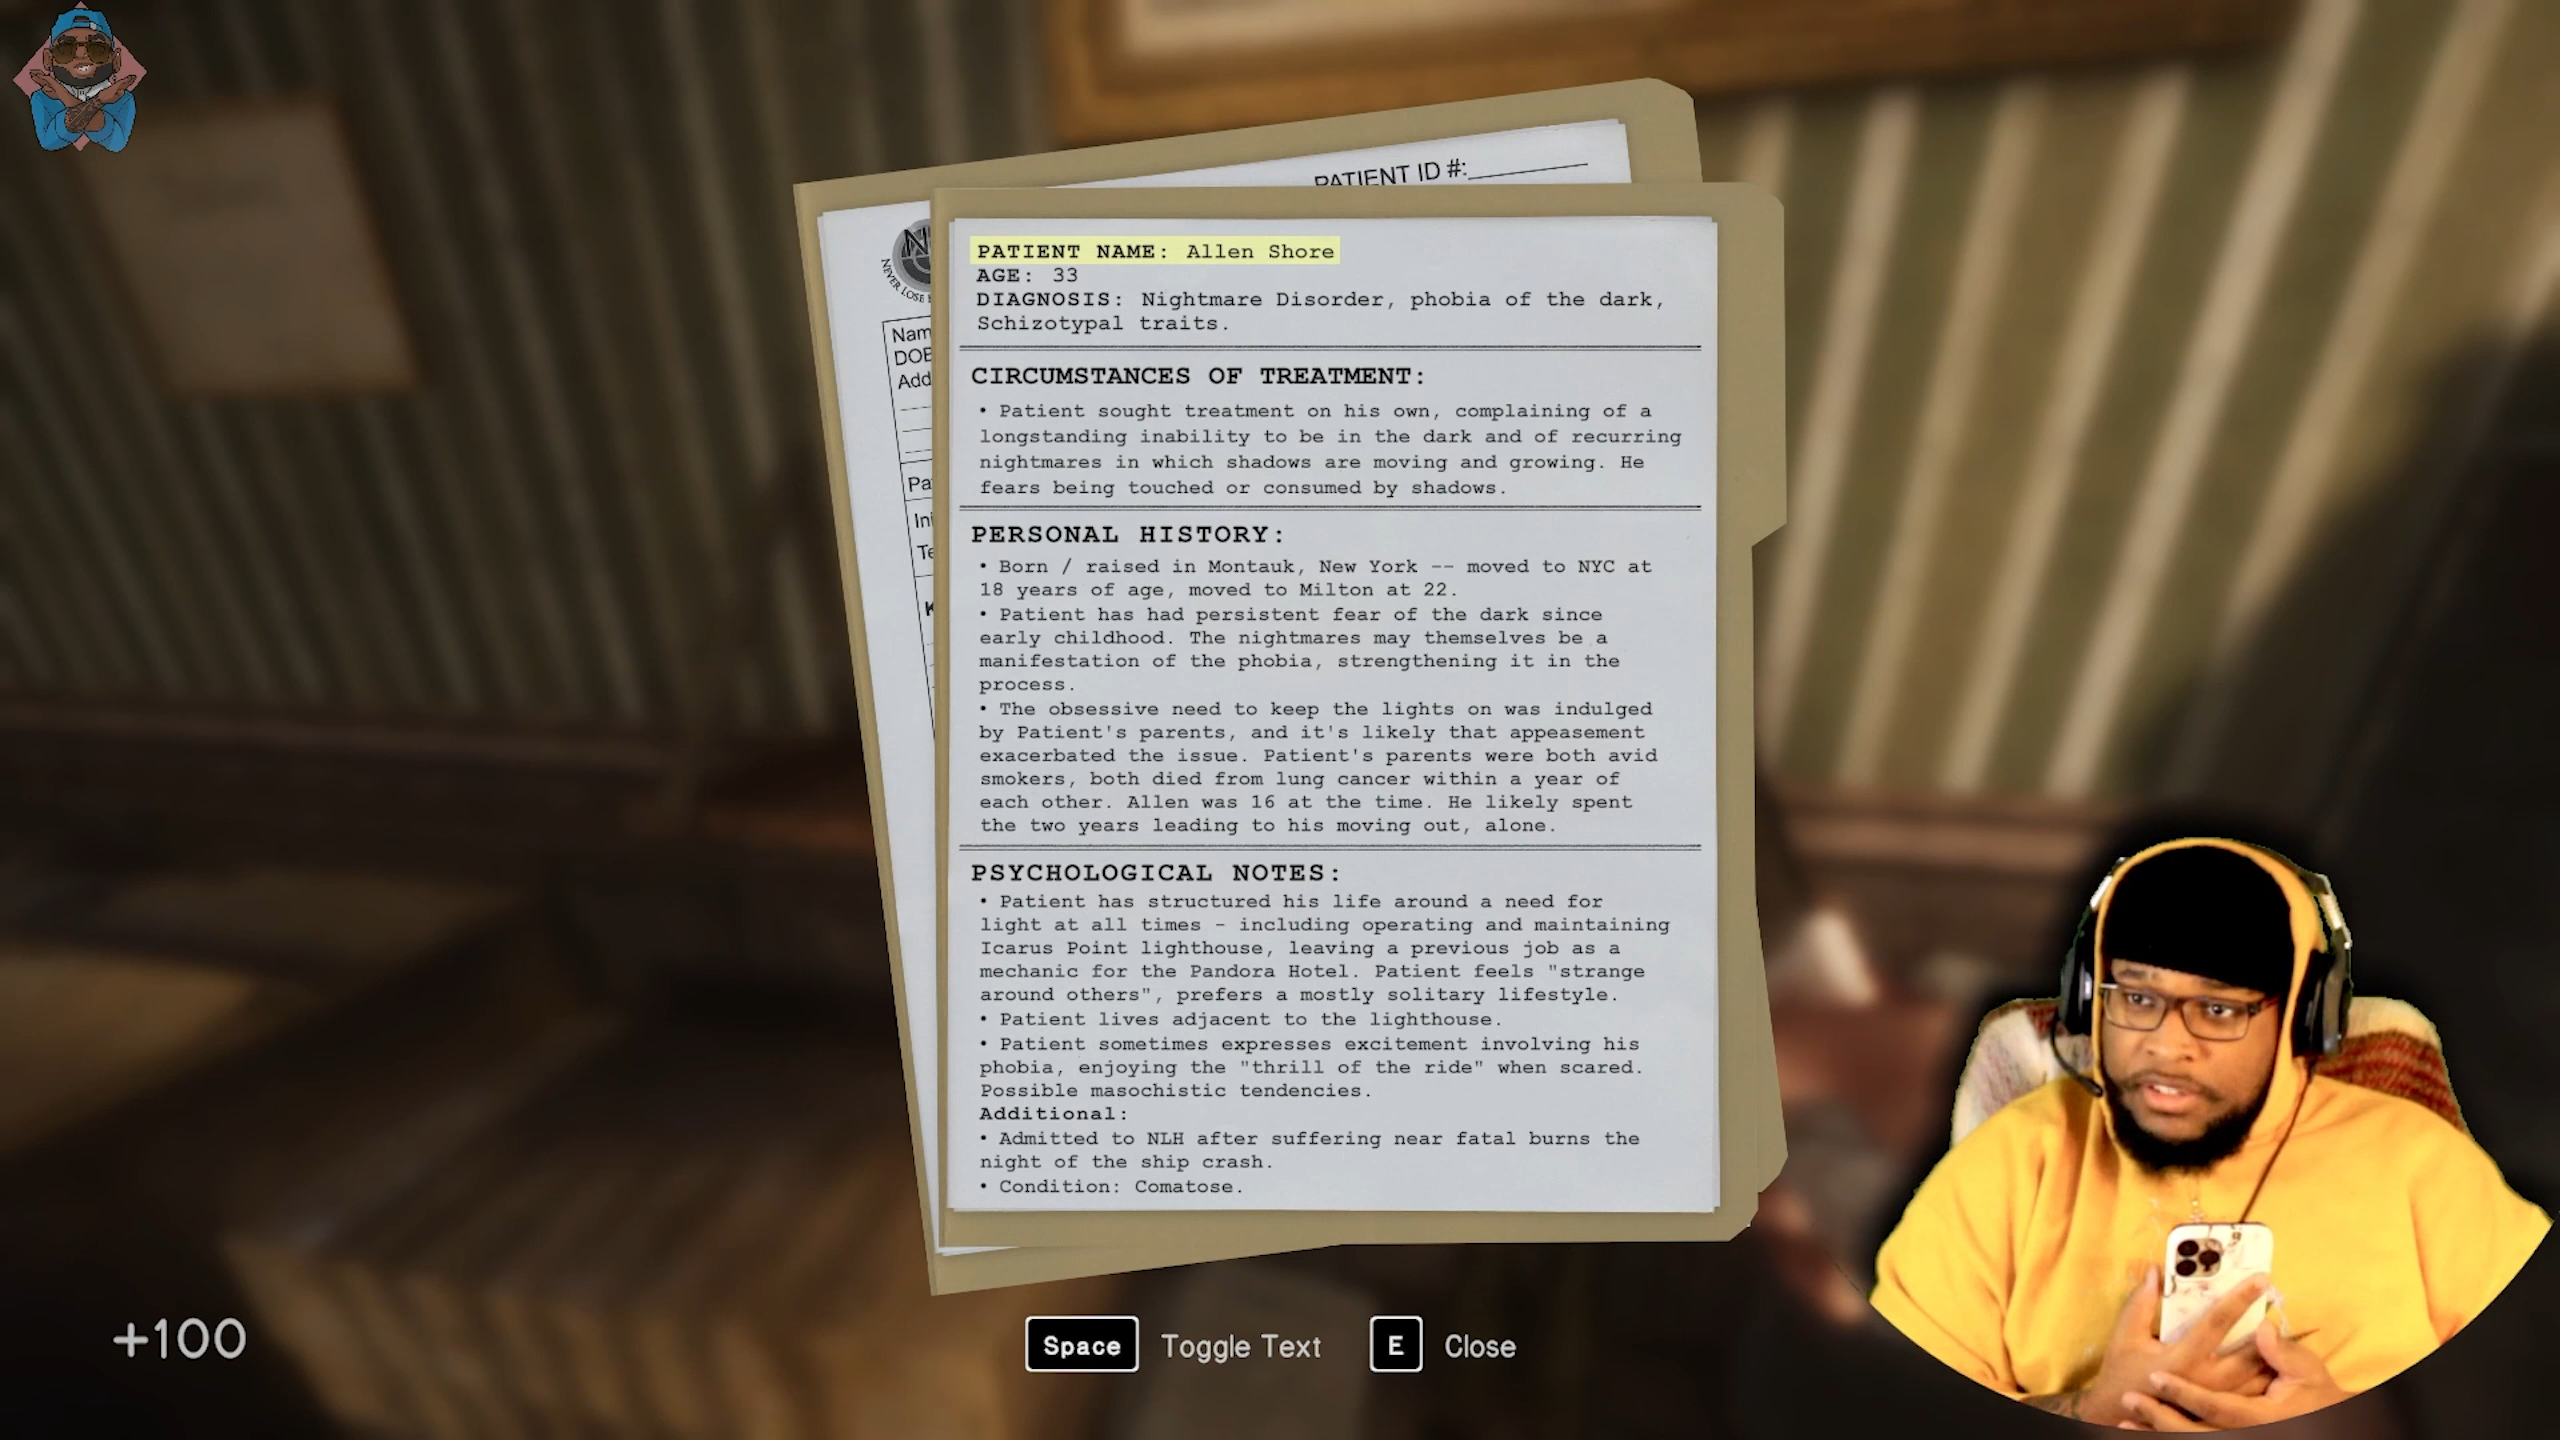 PATIENT ID #:
NEVER LOSE
Nam
DOB
Add
Pa
Ini
Te
PATIENT NAME: Allen Shore
AGE: 33
DIAGNOSIS: Nightmare Disorder, phobia of the dark,
Schizotypal traits.
CIRCUMSTANCES OF TREATMENT:
• Patient sought treatment on his own, complaining of a
longstanding inability to be in the dark and of recurring
nightmares in which shadows are moving and growing. He
fears being touched or consumed by shadows.
PERSONAL HISTORY:
• Born / raised in Montauk, New York -- moved to NYC at
18 years of age, moved to Milton at 22.
• Patient has had persistent fear of the dark since
early childhood. The nightmares may themselves be a
manifestation of the phobia, strengthening it in the
process.
• The obsessive need to keep the lights on was indulged
by Patient's parents, and it's likely that appeasement
exacerbated the issue. Patient's parents were both avid
smokers, both died from lung cancer within a year of
each other. Allen was 16 at the time. He likely spent
the two years leading to his moving out, alone.
PSYCHOLOGICAL NOTES:
• Patient has structured his life around a need for
light at all times - including operating and maintaining
Icarus Point lighthouse, leaving a previous job as a
mechanic for the Pandora Hotel. Patient feels "strange
around others", prefers a mostly solitary lifestyle.
• Patient lives adjacent to the lighthouse.
• Patient sometimes expresses excitement involving his
phobia, enjoying the "thrill of the ride" when scared.
Possible masochistic tendencies.
Additional:
• Admitted to NLH after suffering near fatal burns the
night of the ship crash.
• Condition: Comatose.
+100
Space Toggle Text E Close